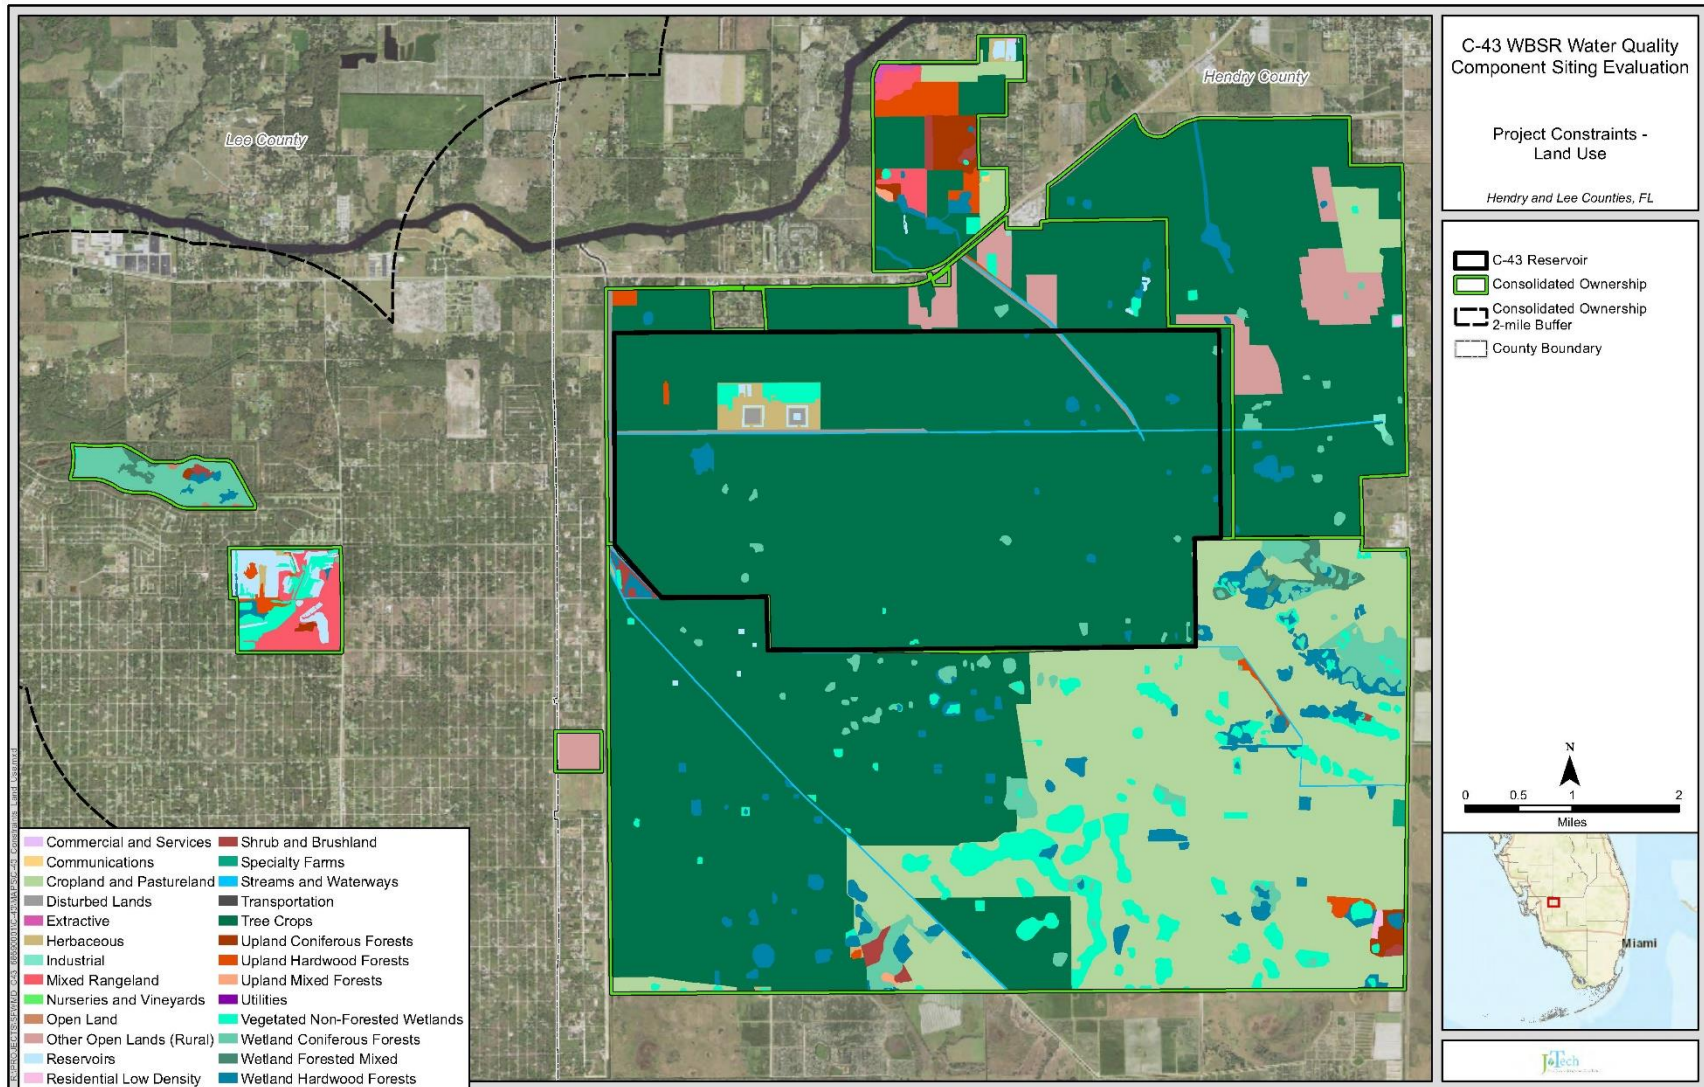 C-43 WBSR Water Quality
Component Siting Evaluation
Project Constraints -
Land Use
Hendry and Lee Counties, FL
C-43 Reservoir
Consolidated Ownership
Consolidated Ownership
2-mile Buffer
County Boundary
Lee County
Hendry County
N
0 0.5 1 2
Miles
Miami
Commercial and Services
Communications
Cropland and Pastureland
Disturbed Lands
Extractive
Herbaceous
Industrial
Mixed Rangeland
Nurseries and Vineyards
Open Land
Other Open Lands (Rural)
Reservoirs
Residential Low Density
Shrub and Brushland
Specialty Farms
Streams and Waterways
Transportation
Tree Crops
Upland Coniferous Forests
Upland Hardwood Forests
Upland Mixed Forests
Utilities
Vegetated Non-Forested Wetlands
Wetland Coniferous Forests
Wetland Forested Mixed
Wetland Hardwood Forests
J Tech